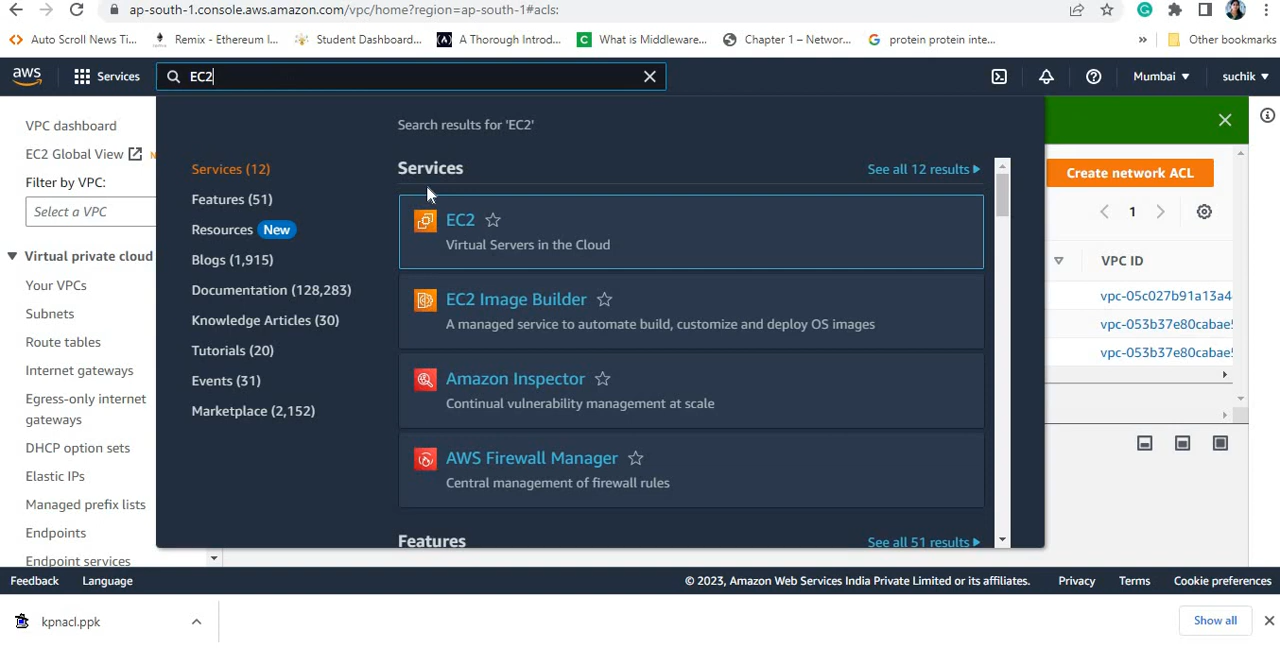 ap-south-1.console.aws.amazon.com/vpc/home?region=ap-south-1#acls:
Auto Scroll News Ti...
Remix - Ethereum I...
Student Dashboard...
A Thorough Introd...
What is Middleware...
Chapter 1 – Networ...
protein protein inte...
»
Other bookmarks
aws
Services
EC2
Mumbai ▼
suchik ▼
VPC dashboard
EC2 Global View
Filter by VPC:
Select a VPC
Virtual private cloud
Your VPCs
Subnets
Route tables
Internet gateways
Egress-only internet
gateways
DHCP option sets
Elastic IPs
Managed prefix lists
Endpoints
Endpoint services
Search results for 'EC2'
Services (12)
Features (51)
Resources New
Blogs (1,915)
Documentation (128,283)
Knowledge Articles (30)
Tutorials (20)
Events (31)
Marketplace (2,152)
Services
See all 12 results
EC2
Virtual Servers in the Cloud
EC2 Image Builder
A managed service to automate build, customize and deploy OS images
Amazon Inspector
Continual vulnerability management at scale
AWS Firewall Manager
Central management of firewall rules
Features
See all 51 results
Create network ACL
1
VPC ID
vpc-05c027b91a13a4
vpc-053b37e80cabae5
vpc-053b37e80cabae5
Feedback
Language
© 2023, Amazon Web Services India Private Limited or its affiliates.
Privacy
Terms
Cookie preferences
kpnacl.ppk
Show all